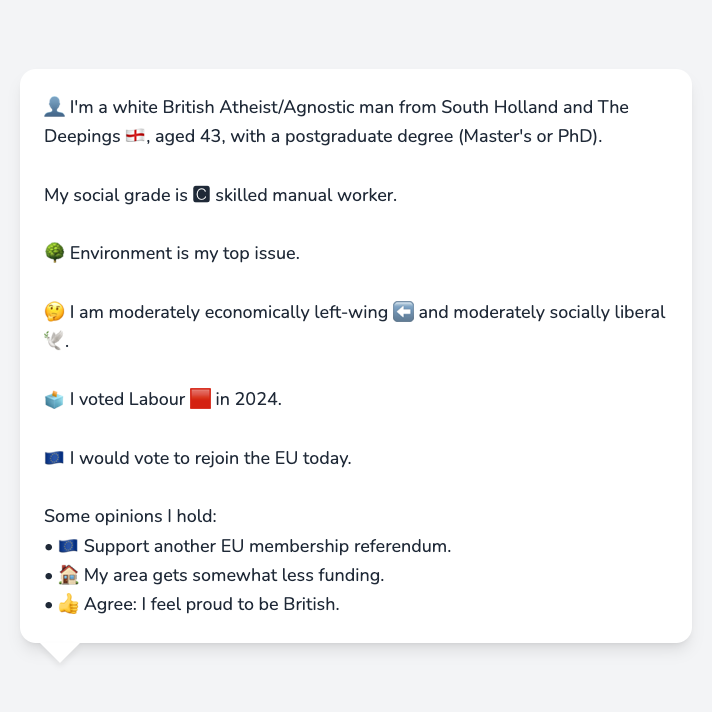 👤 I'm a white British Atheist/Agnostic man from South Holland and The
Deepings 🏴󠁧󠁢󠁥󠁮󠁧󠁿, aged 43, with a postgraduate degree (Master's or PhD).
My social grade is 🅲 skilled manual worker.
🌳 Environment is my top issue.
🤔 I am moderately economically left-wing ⬅️ and moderately socially liberal
🕊️.
🗳️ I voted Labour 🟥 in 2024.
🇪🇺 I would vote to rejoin the EU today.
Some opinions I hold:
• 🇪🇺 Support another EU membership referendum.
• 🏠 My area gets somewhat less funding.
• 👍 Agree: I feel proud to be British.